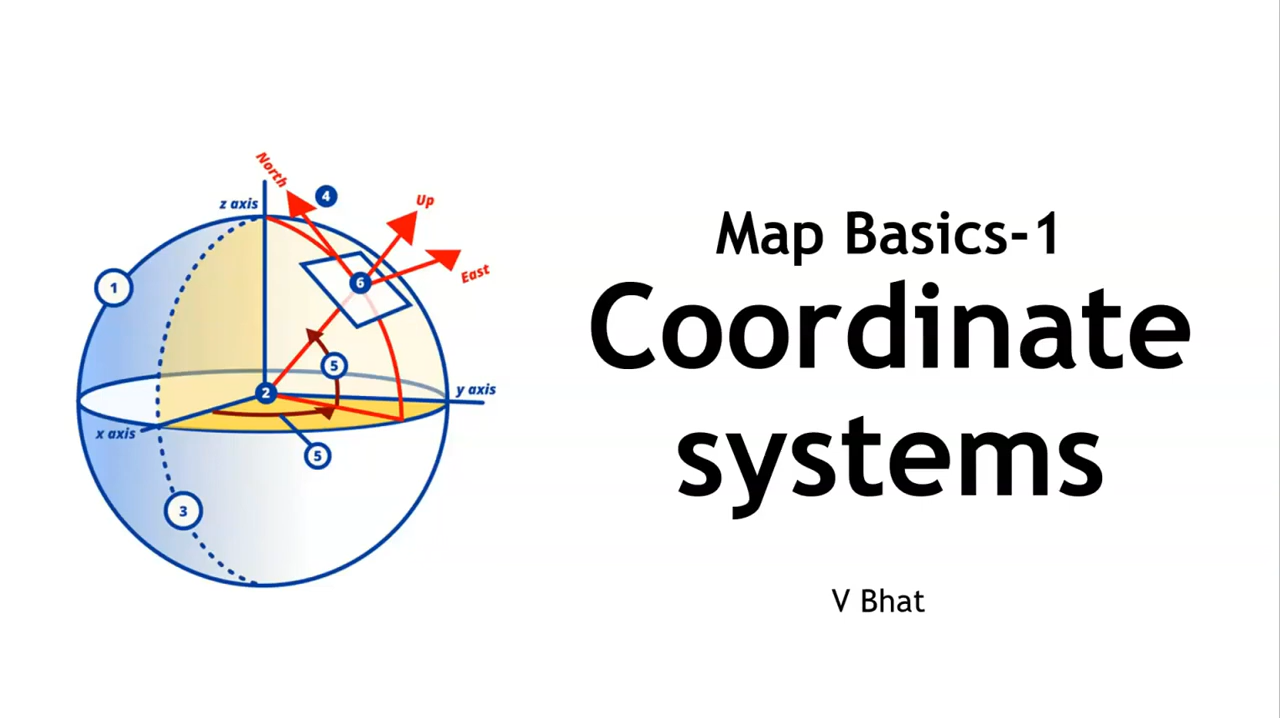 North
4
Up
z axis
East
1
6
5
2
y axis
x axis
5
3
Map Basics-1
Coordinate
systems
V Bhat